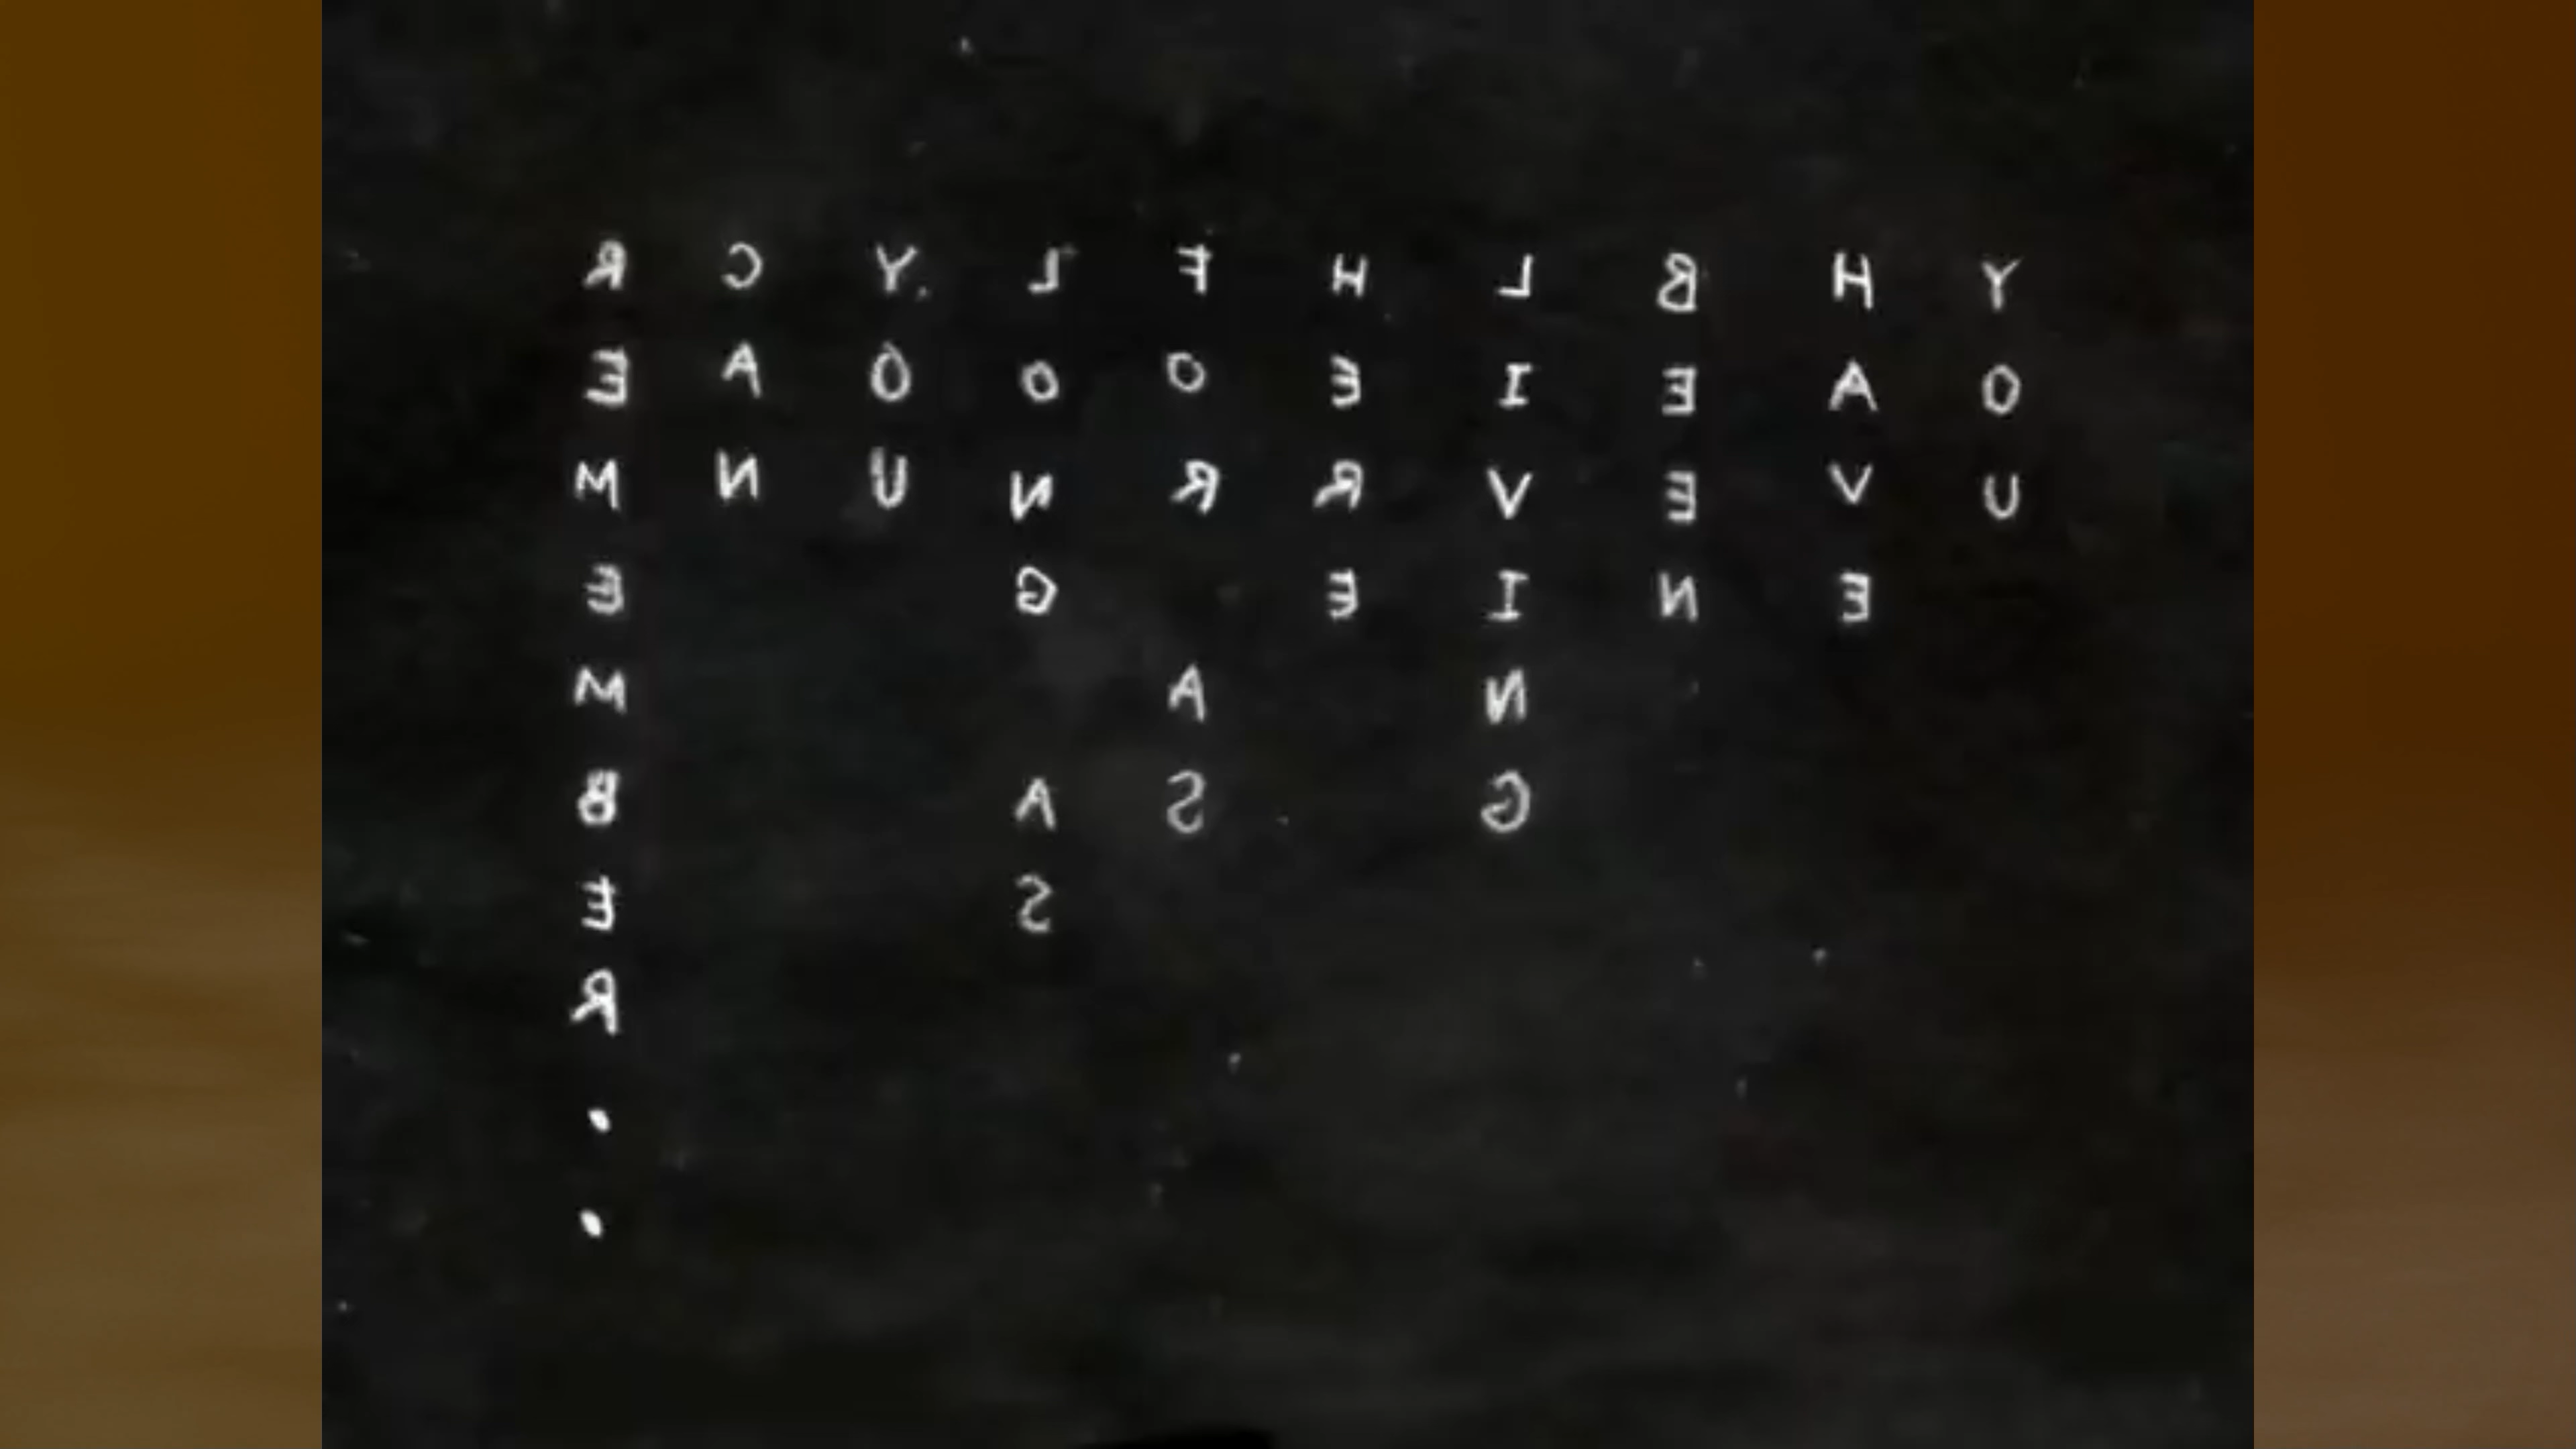 YOU
HAVE
BEEN
LIVING
HERE
FOR AS
LONG AS
YOU
CAN
REMEMBER..